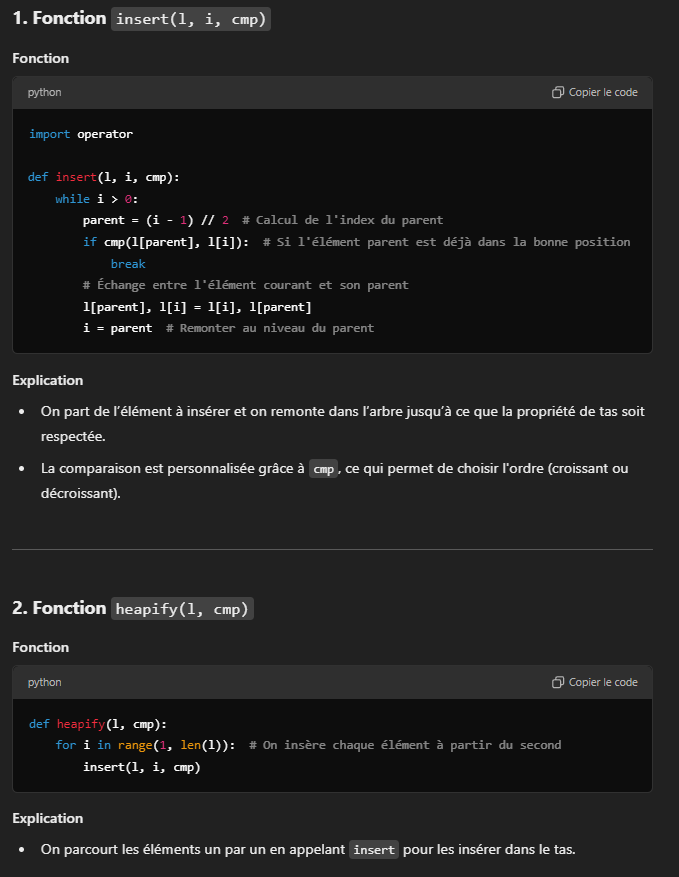 1. Fonction insert(l, i, cmp)
Fonction
python
Copier le code
import operator
def insert(l, i, cmp):
    while i > 0:
        parent = (i - 1) // 2  # Calcul de l'index du parent
        if cmp(l[parent], l[i]):  # Si l'élément parent est déjà dans la bonne position
            break
        # Échange entre l'élément courant et son parent
        l[parent], l[i] = l[i], l[parent]
        i = parent  # Remonter au niveau du parent
Explication
• On part de l’élément à insérer et on remonte dans l’arbre jusqu’à ce que la propriété de tas soit
respectée.
• La comparaison est personnalisée grâce à cmp, ce qui permet de choisir l'ordre (croissant ou
décroissant).
2. Fonction heapify(l, cmp)
Fonction
python
Copier le code
def heapify(l, cmp):
    for i in range(1, len(l)):  # On insère chaque élément à partir du second
        insert(l, i, cmp)
Explication
• On parcourt les éléments un par un en appelant insert pour les insérer dans le tas.